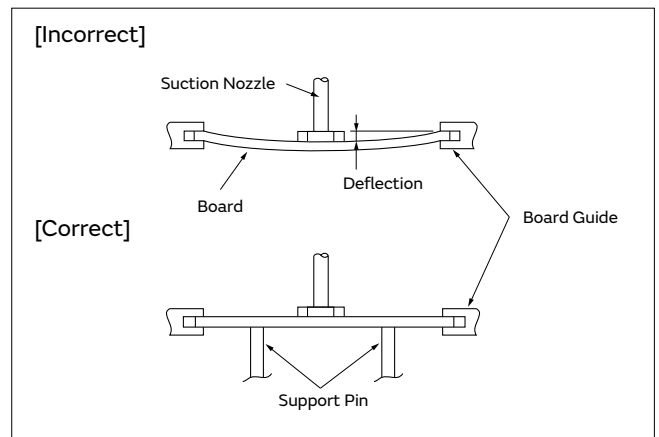 [Incorrect]
Suction Nozzle
Deflection
Board
Board Guide
[Correct]
Support Pin